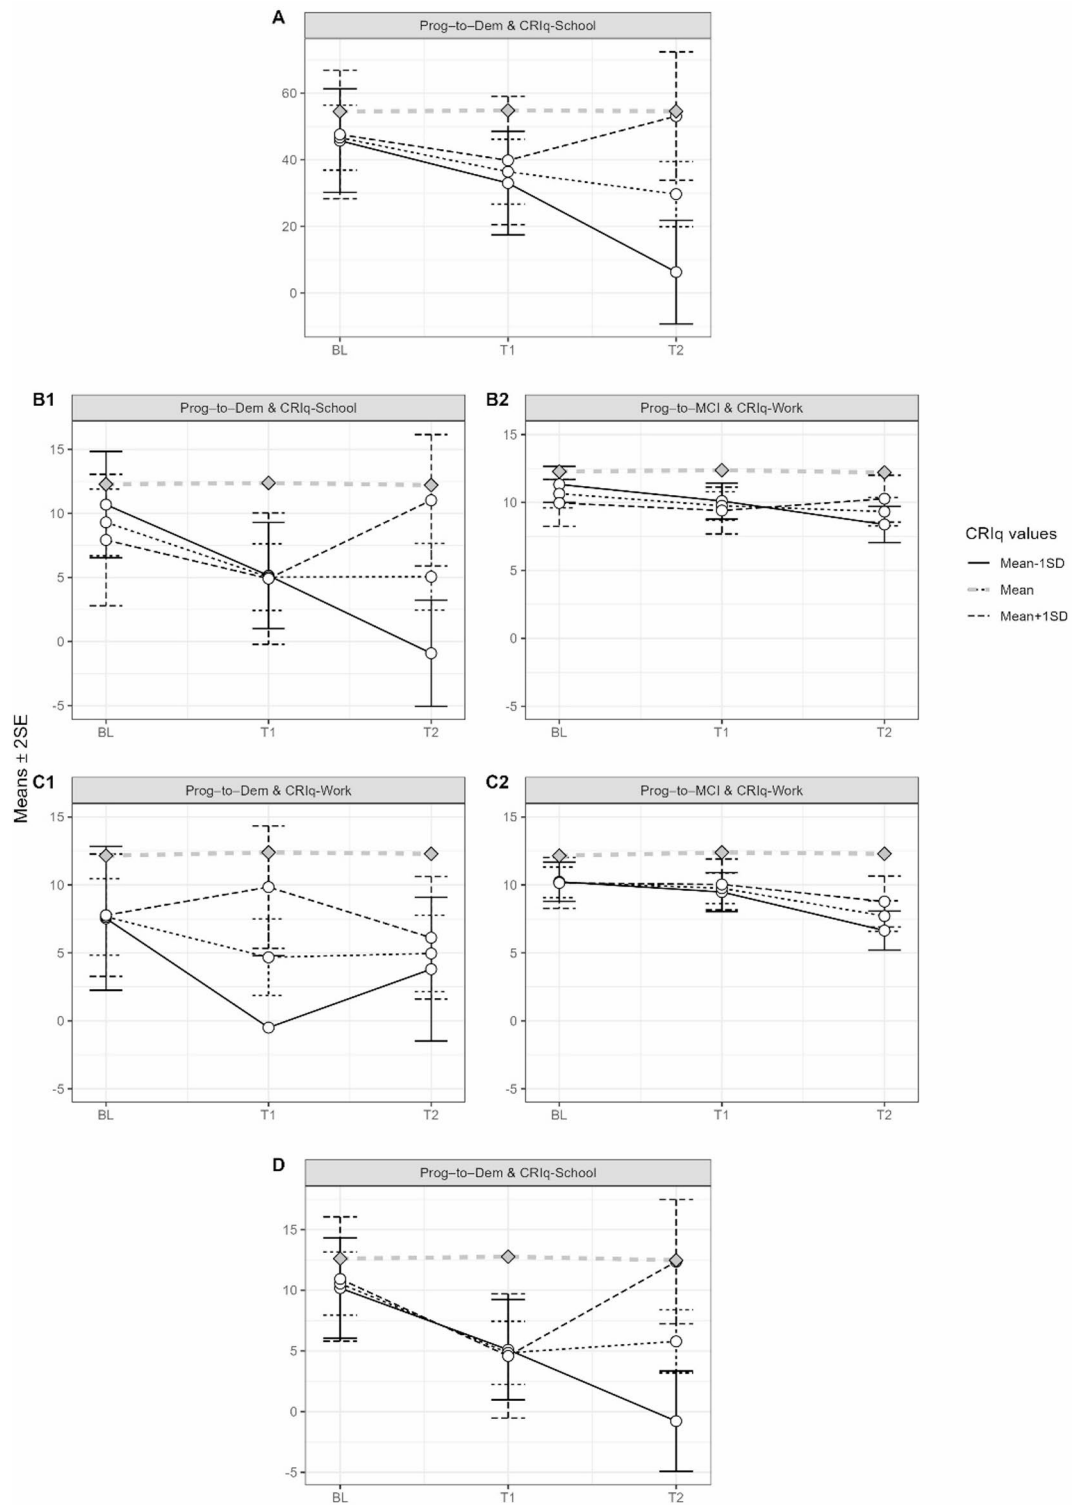 A
Prog–to–Dem & CRIq-School
60
40
20
0
BL T1 T2
B1
Prog–to–Dem & CRIq-School
15
10
5
0
-5
BL T1 T2
B2
Prog–to–MCI & CRIq-Work
15
10
5
0
-5
BL T1 T2
CRIq values
Mean-1SD
Mean
Mean+1SD
Means ± 2SE
C1
Prog–to–Dem & CRIq-Work
15
10
5
0
-5
BL T1 T2
C2
Prog–to–MCI & CRIq-Work
15
10
5
0
-5
BL T1 T2
D
Prog–to–Dem & CRIq-School
15
10
5
0
-5
BL T1 T2